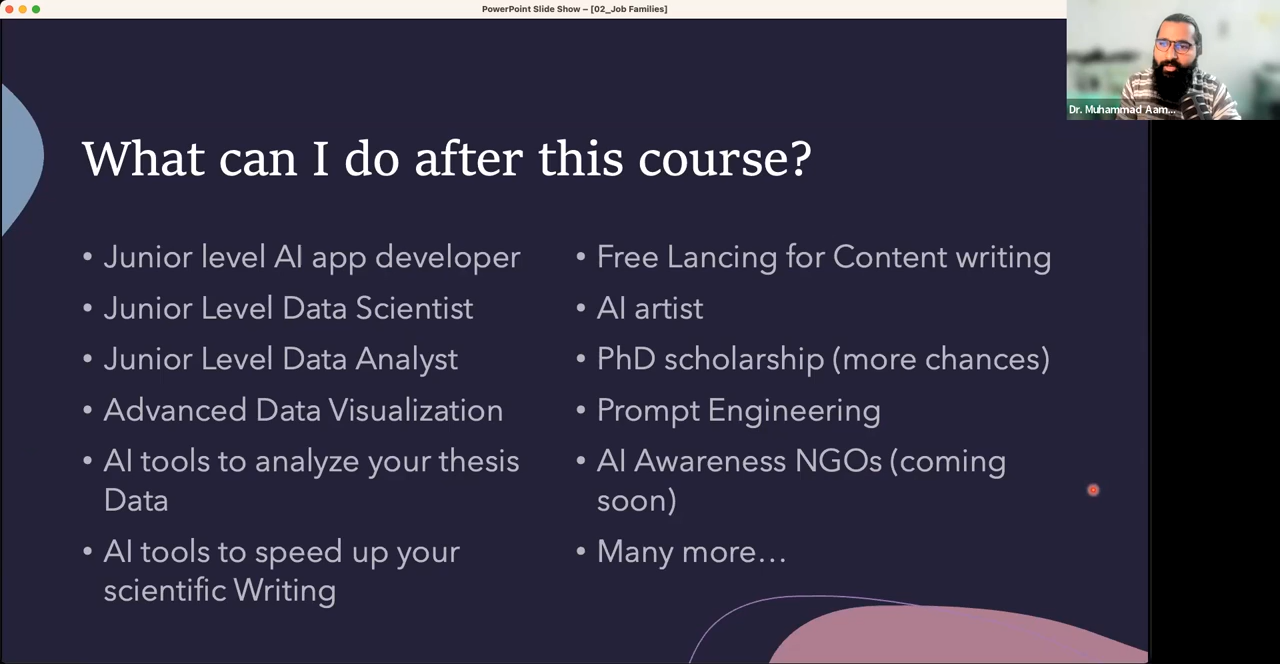 PowerPoint Slide Show – [02_Job Families]
Dr. Muhammad Aam...
What can I do after this course?
• Junior level AI app developer
• Junior Level Data Scientist
• Junior Level Data Analyst
• Advanced Data Visualization
• AI tools to analyze your thesis
Data
• AI tools to speed up your
scientific Writing
• Free Lancing for Content writing
• AI artist
• PhD scholarship (more chances)
• Prompt Engineering
• AI Awareness NGOs (coming
soon)
• Many more...